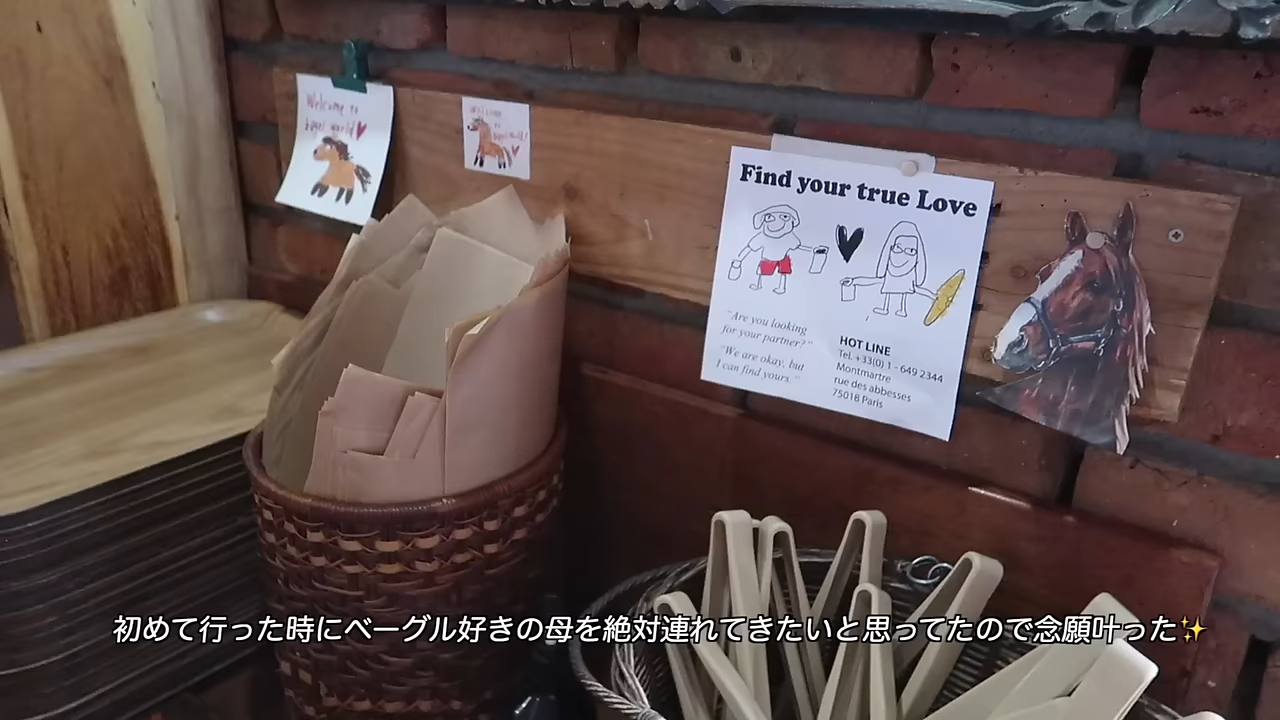 Welcome to
bagel world
Find your true Love
"Are you looking
for your partner?"
"We are okay, but
I can find yours."
HOT LINE
Tel. +33(0) 1 - 649 2344
Montmartre
rue des abbesses
75018 Paris
初めて行った時にベーグル好きの母を絶対連れてきたいと思ってたので念願叶った✨